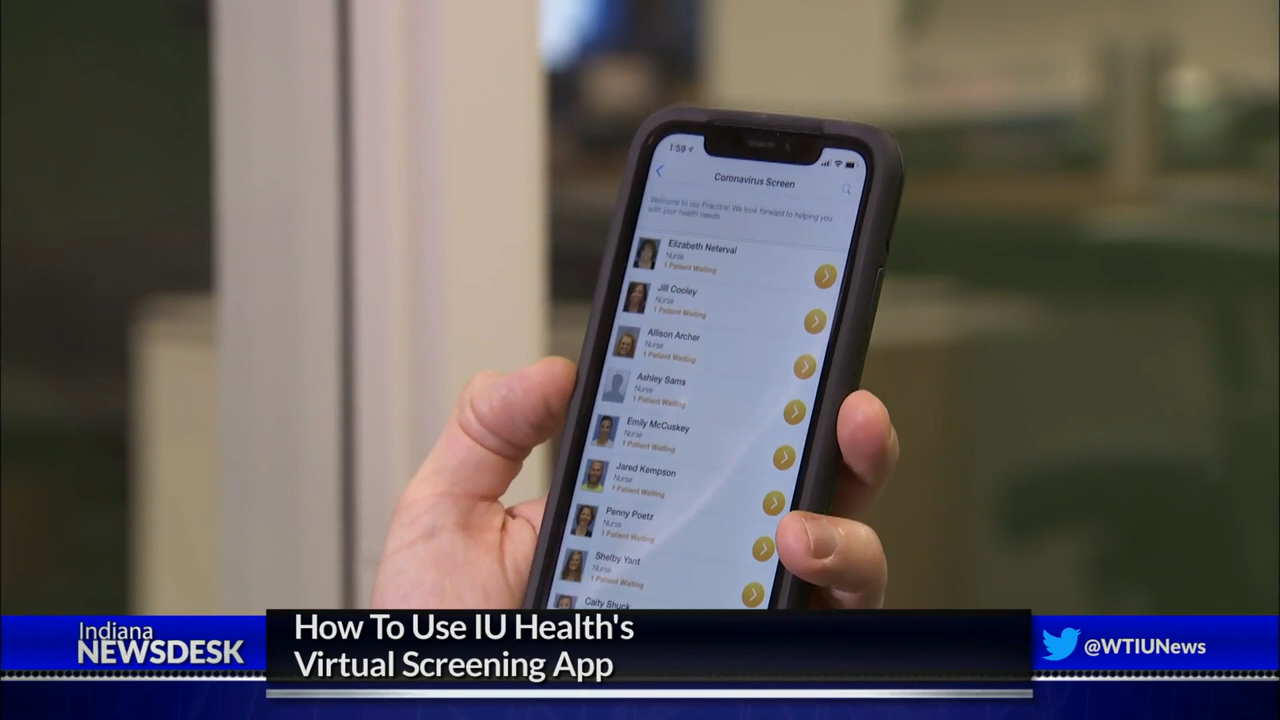 1:59
Coronavirus Screen
Welcome to our Practice! We look forward to helping you
with your health needs
Elizabeth Neterval
Nurse
1 Patient Waiting
Jill Cooley
Nurse
1 Patient Waiting
Allison Archer
Nurse
1 Patient Waiting
Ashley Sams
Nurse
1 Patient Waiting
Emily McCuskey
Nurse
1 Patient Waiting
Jared Kempson
Nurse
1 Patient Waiting
Penny Poetz
Nurse
1 Patient Waiting
Shelby Yant
Nurse
1 Patient Waiting
Caity Shuck
Indiana
NEWSDESK
How To Use IU Health's
Virtual Screening App
@WTIUNews